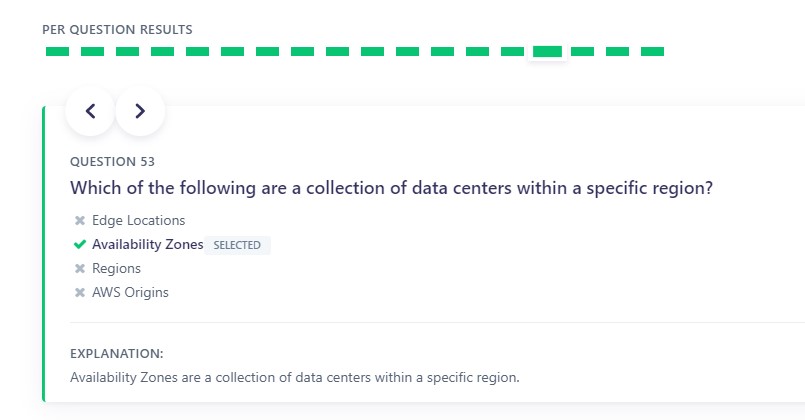 PER QUESTION RESULTS
QUESTION 53
Which of the following are a collection of data centers within a specific region?
Edge Locations
Availability Zones SELECTED
Regions
AWS Origins
EXPLANATION:
Availability Zones are a collection of data centers within a specific region.